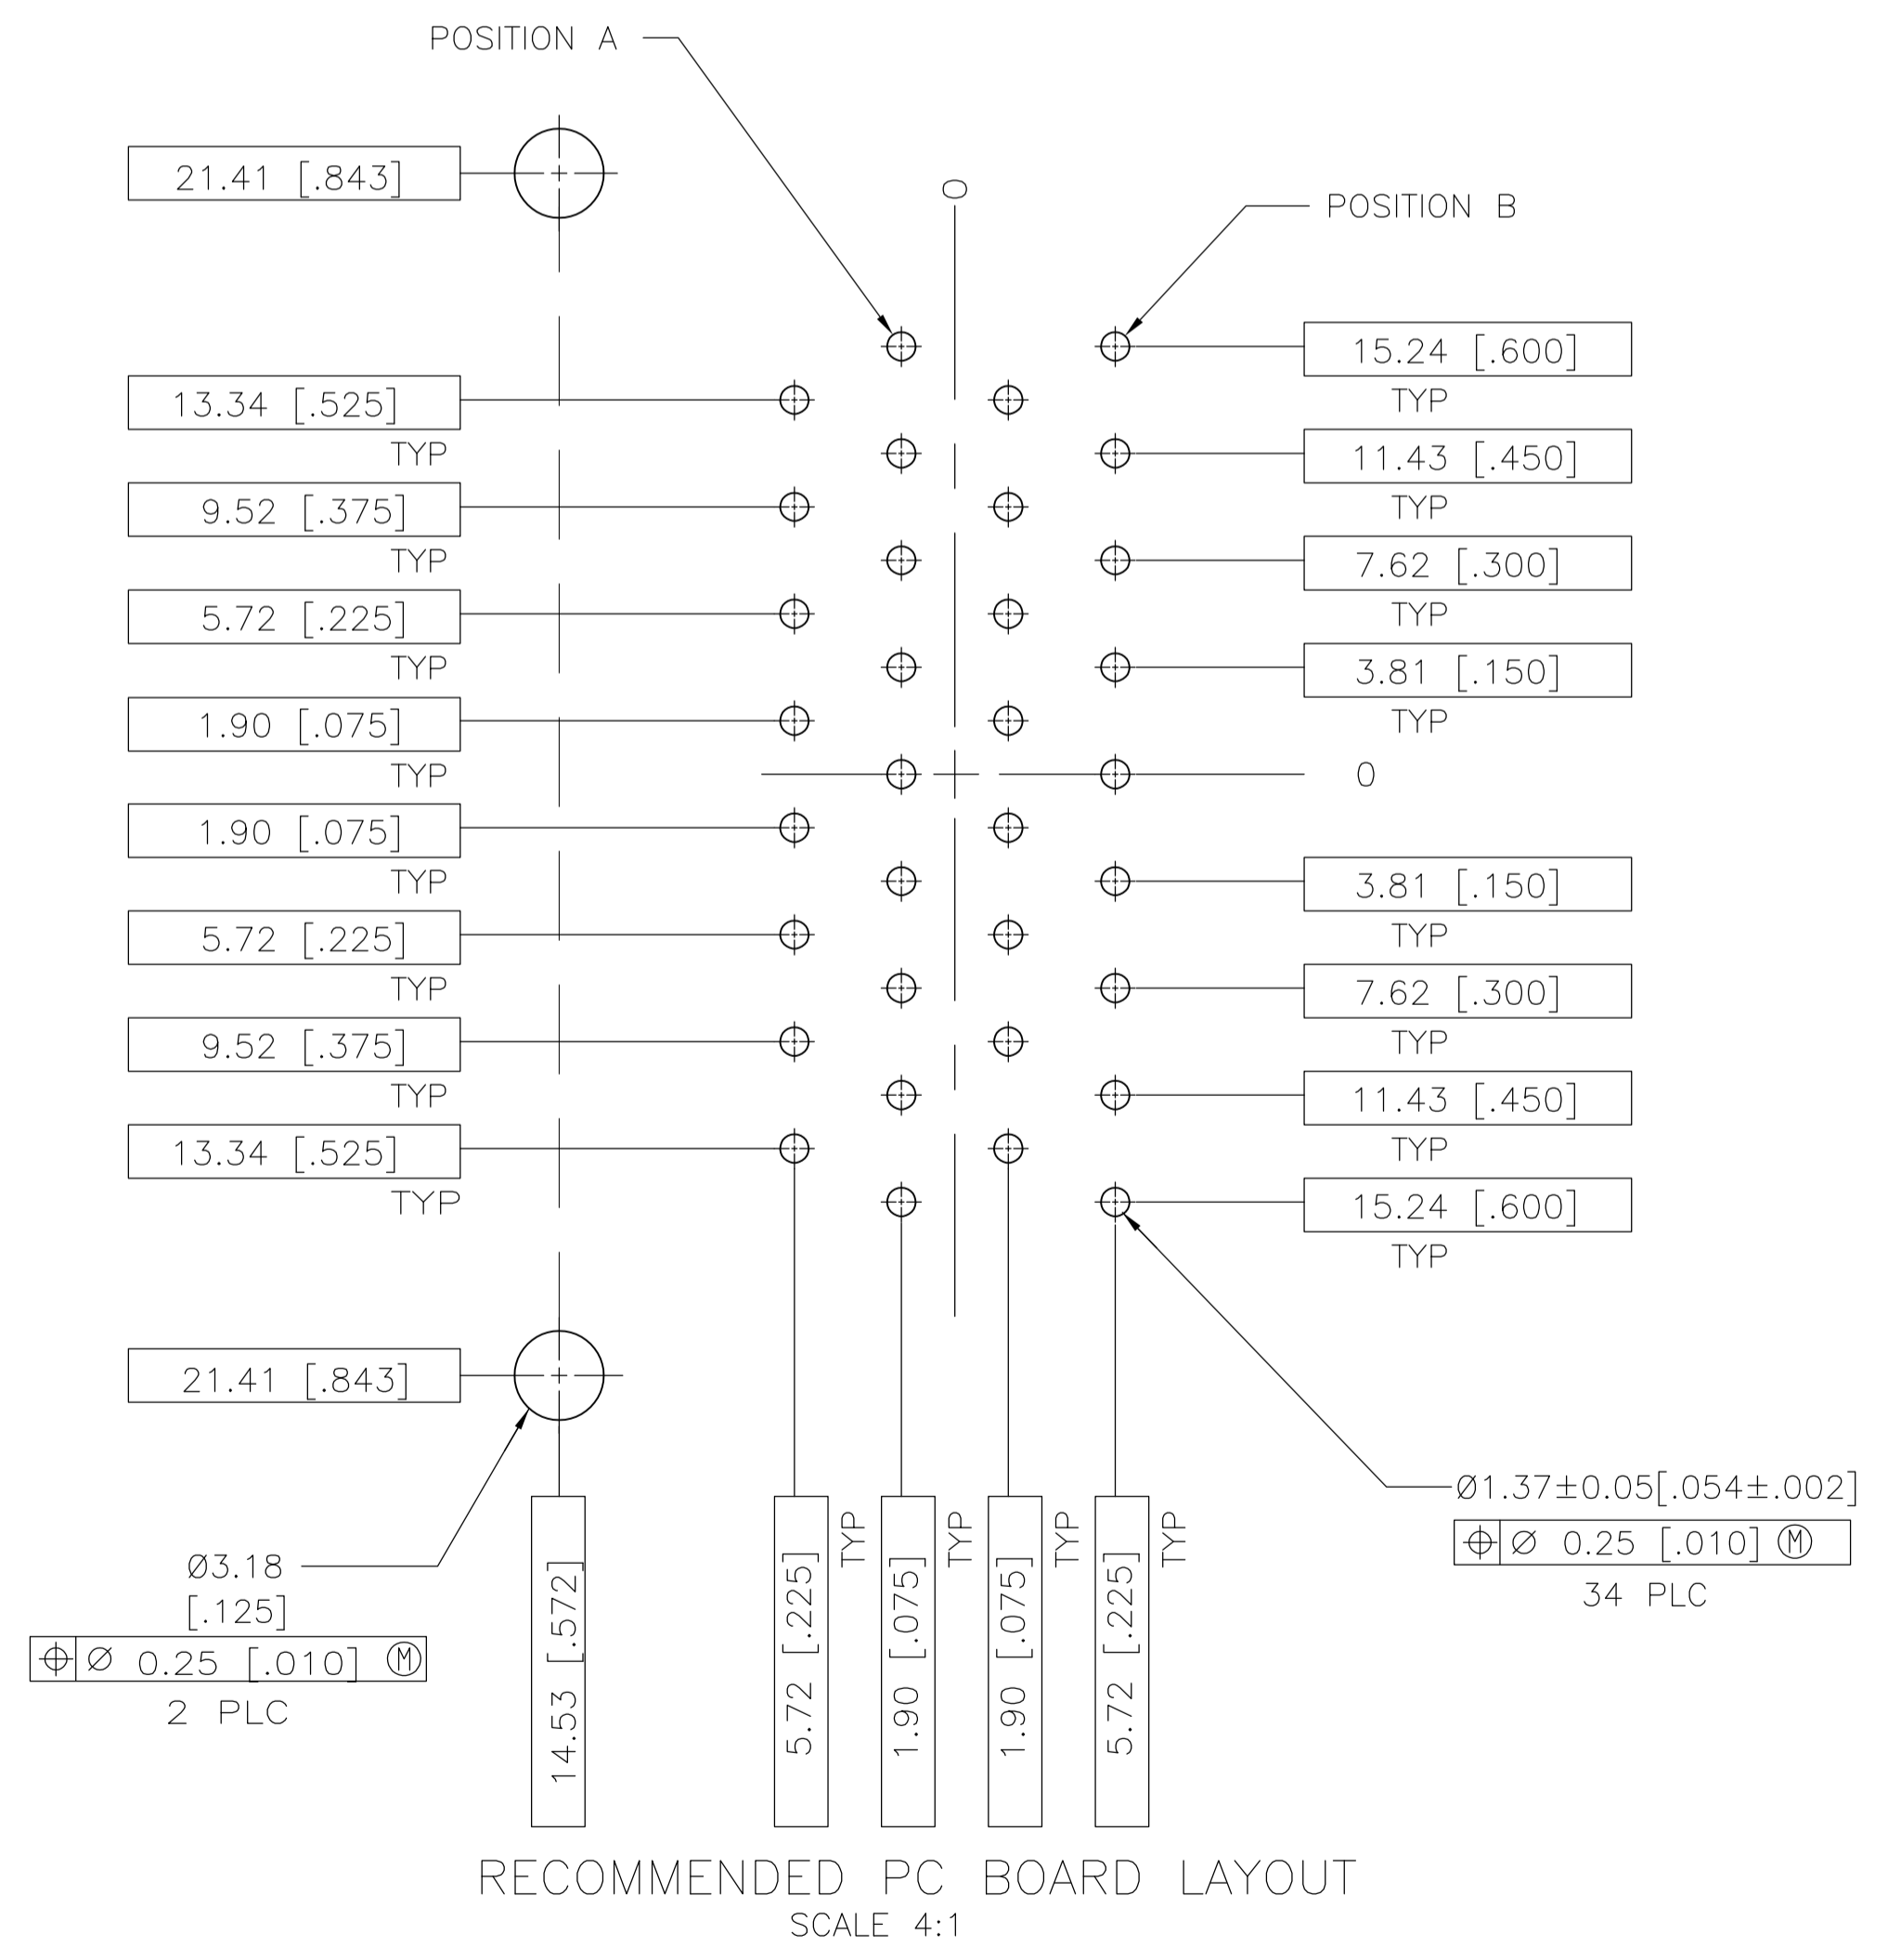 POSITION A
21.41 [.843]
0
POSITION B
15.24 [.600]
TYP
13.34 [.525]
TYP
11.43 [.450]
TYP
9.52 [.375]
TYP
7.62 [.300]
TYP
5.72 [.225]
TYP
3.81 [.150]
TYP
1.90 [.075]
TYP
0
1.90 [.075]
TYP
3.81 [.150]
TYP
5.72 [.225]
TYP
7.62 [.300]
TYP
9.52 [.375]
TYP
11.43 [.450]
TYP
13.34 [.525]
TYP
15.24 [.600]
TYP
21.41 [.843]
Ø3.18
[.125]
⌖ Ø 0.25 [.010] Ⓜ
2 PLC
14.53 [.572]
5.72 [.225]
TYP
1.90 [.075]
TYP
1.90 [.075]
TYP
5.72 [.225]
TYP
Ø1.37±0.05[.054±.002]
⌖ Ø 0.25 [.010] Ⓜ
34 PLC
RECOMMENDED PC BOARD LAYOUT
SCALE 4:1